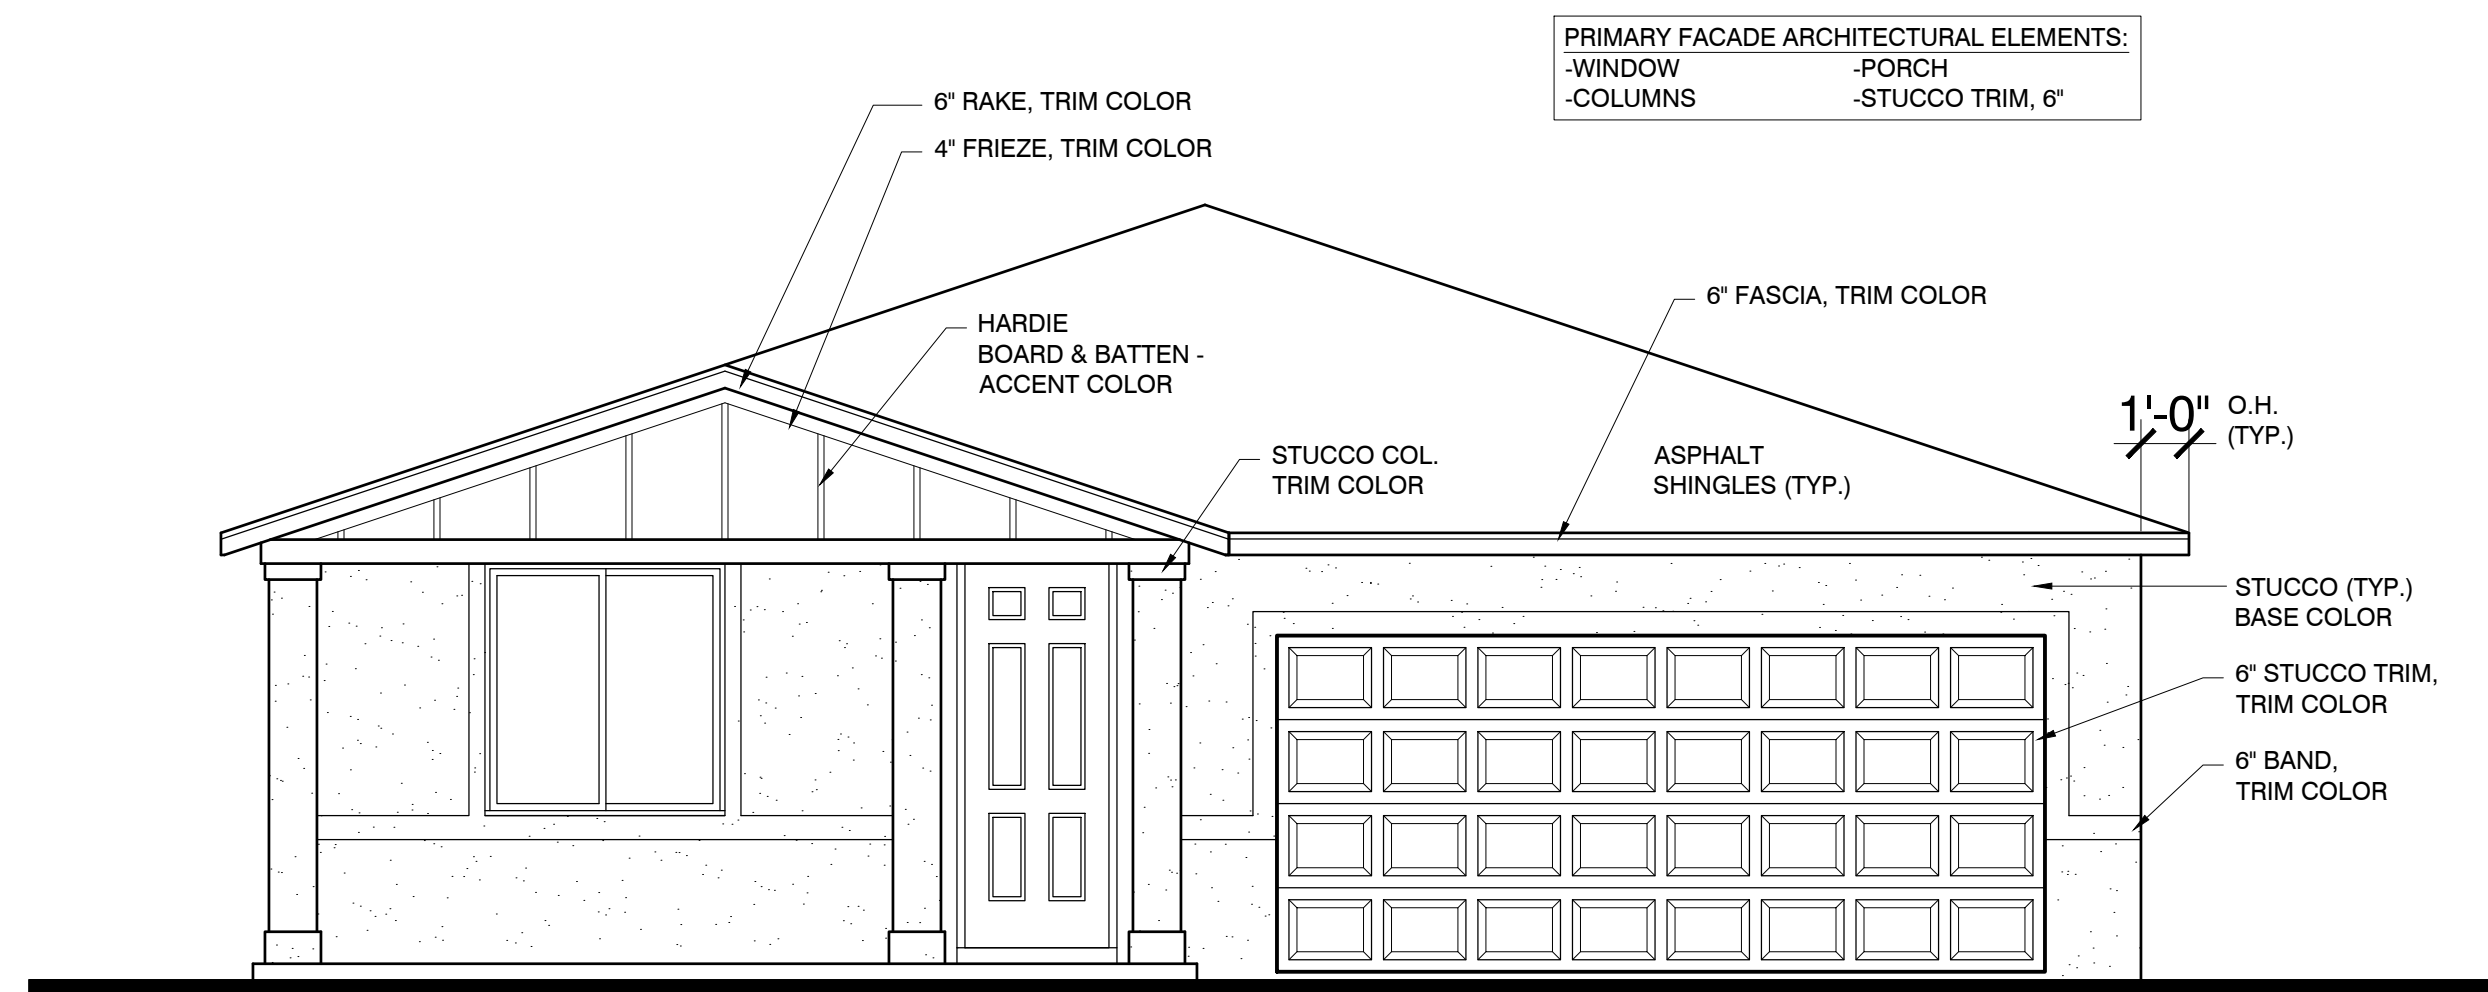 PRIMARY FACADE ARCHITECTURAL ELEMENTS:
-WINDOW -PORCH
-COLUMNS -STUCCO TRIM, 6"
6" RAKE, TRIM COLOR
4" FRIEZE, TRIM COLOR
6" FASCIA, TRIM COLOR
HARDIE
BOARD & BATTEN -
ACCENT COLOR
1'-0" O.H.
(TYP.)
STUCCO COL.
TRIM COLOR
ASPHALT
SHINGLES (TYP.)
STUCCO (TYP.)
BASE COLOR
6" STUCCO TRIM,
TRIM COLOR
6" BAND,
TRIM COLOR